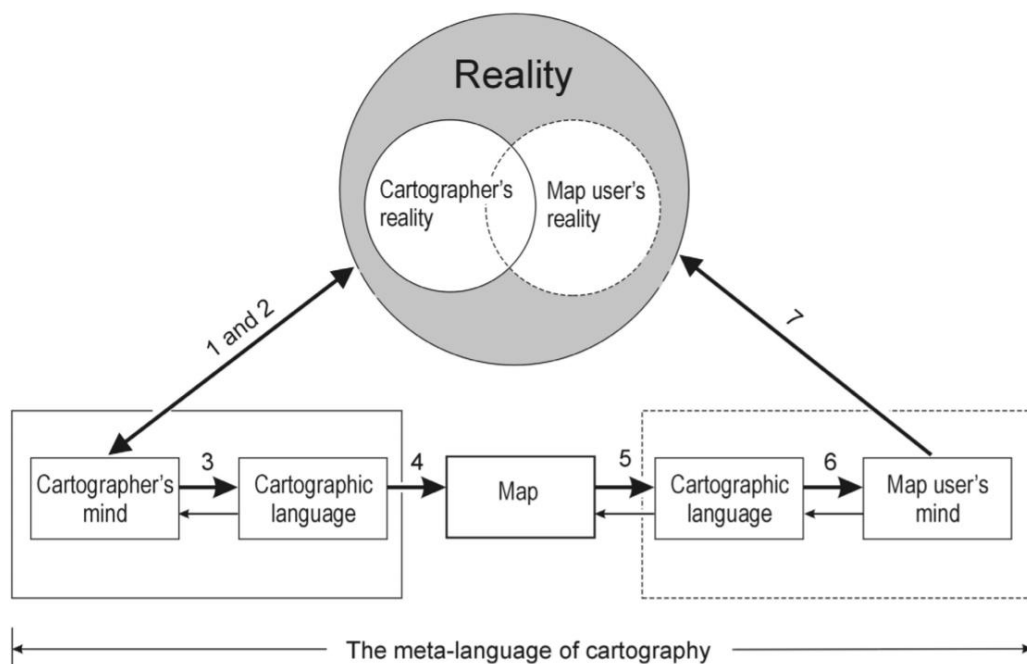 Reality
Cartographer's
reality
Map user's
reality
1 and 2
7
3
4
5
6
Cartographer's
mind
Cartographic
language
Map
Cartographic
language
Map user's
mind
The meta-language of cartography